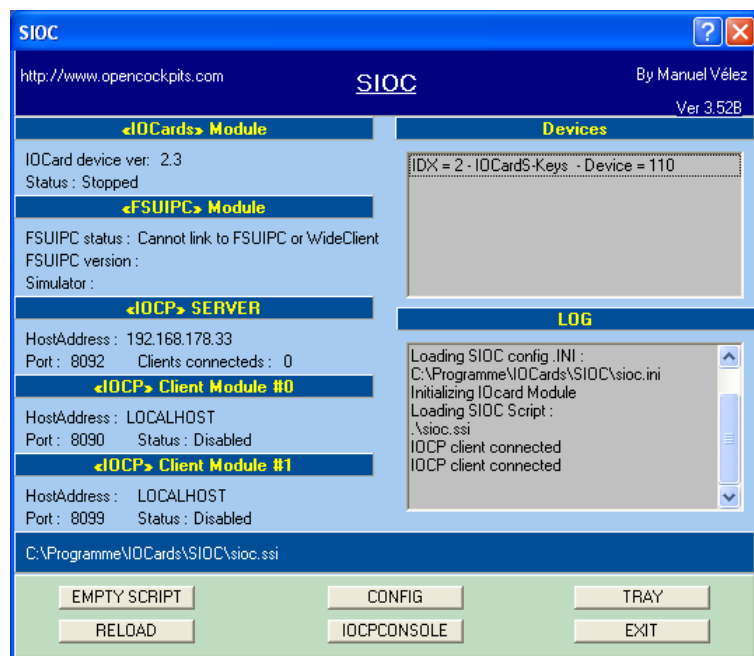 SIOC
http://www.opencockpits.com
SIOC
By Manuel Vélez
Ver 3.52B
«IOCards» Module
IOCard device ver: 2.3
Status : Stopped
«FSUIPC» Module
FSUIPC status : Cannot link to FSUIPC or WideClient
FSUIPC version :
Simulator :
«IOCP» SERVER
HostAddress : 192.168.178.33
Port : 8092 Clients connecteds : 0
«IOCP» Client Module #0
HostAddress : LOCALHOST
Port : 8090 Status : Disabled
«IOCP» Client Module #1
HostAddress : LOCALHOST
Port : 8099 Status : Disabled
Devices
IDX = 2 - IOCardS-Keys - Device = 110
LOG
Loading SIOC config .INI :
C:\Programme\IOCards\SIOC\sioc.ini
Initializing IOcard Module
Loading SIOC Script :
.\sioc.ssi
IOCP client connected
IOCP client connected
C:\Programme\IOCards\SIOC\sioc.ssi
EMPTY SCRIPT CONFIG TRAY
RELOAD IOCPCONSOLE EXIT